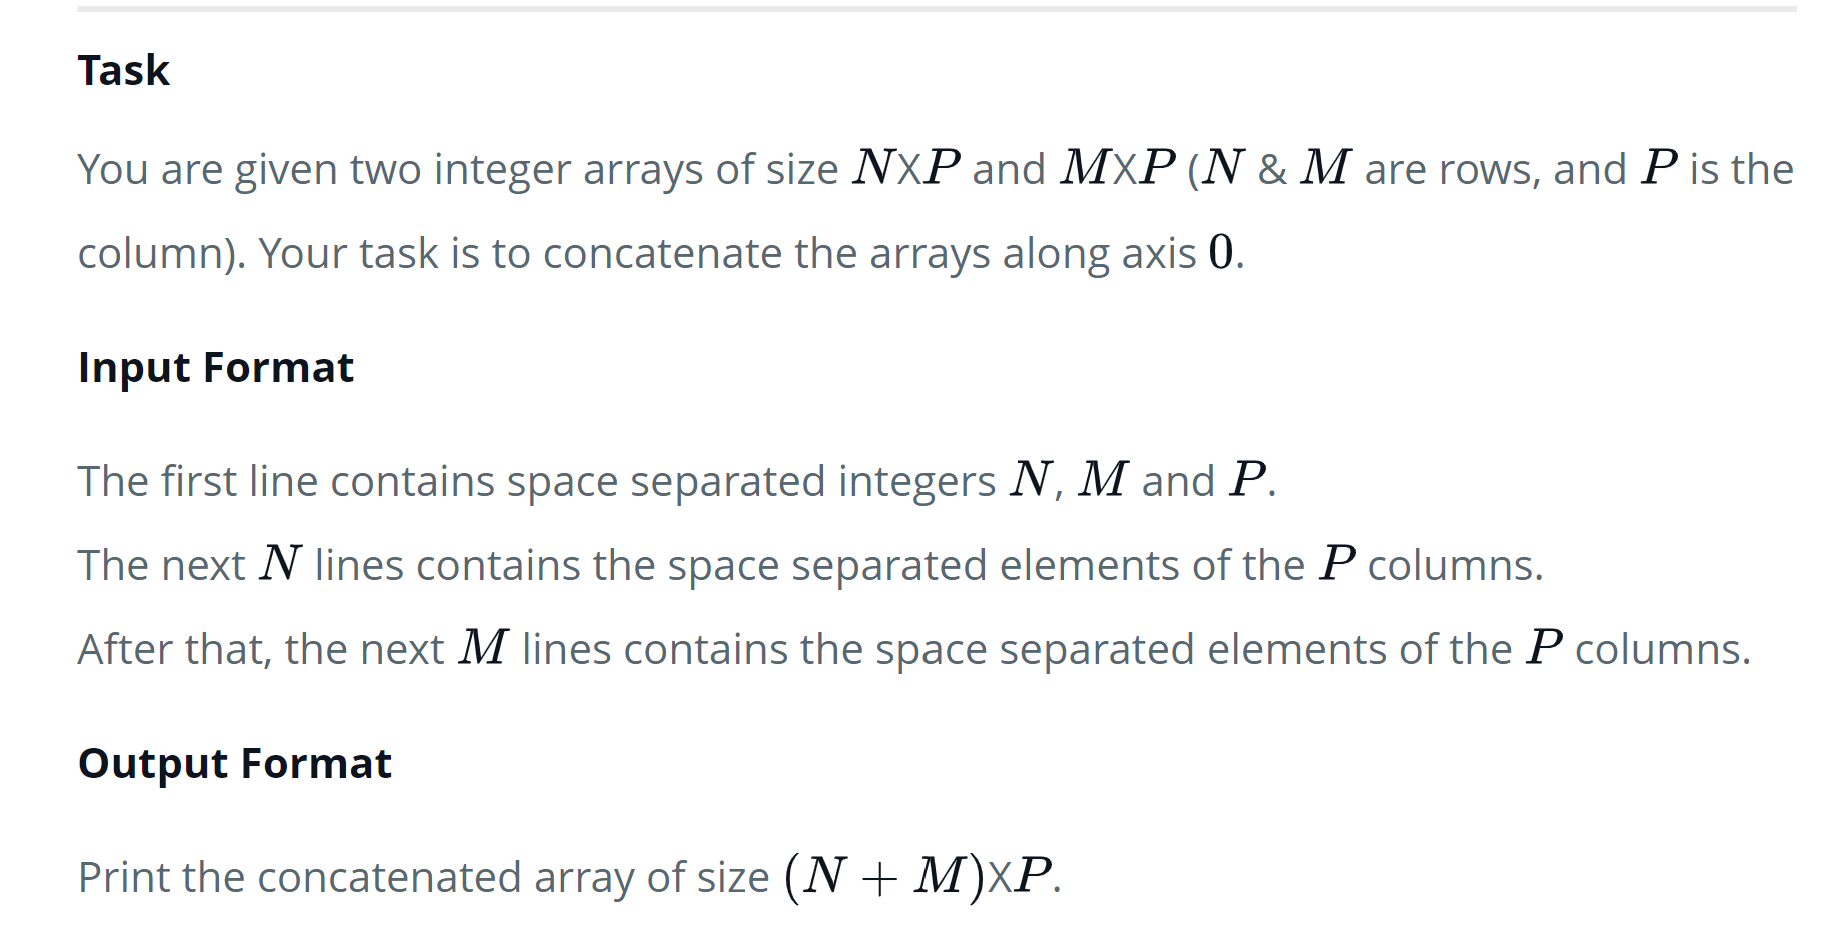 Task
You are given two integer arrays of size NXP and MXP (N & M are rows, and P is the
column). Your task is to concatenate the arrays along axis 0.
Input Format
The first line contains space separated integers N, M and P.
The next N lines contains the space separated elements of the P columns.
After that, the next M lines contains the space separated elements of the P columns.
Output Format
Print the concatenated array of size (N + M)XP.